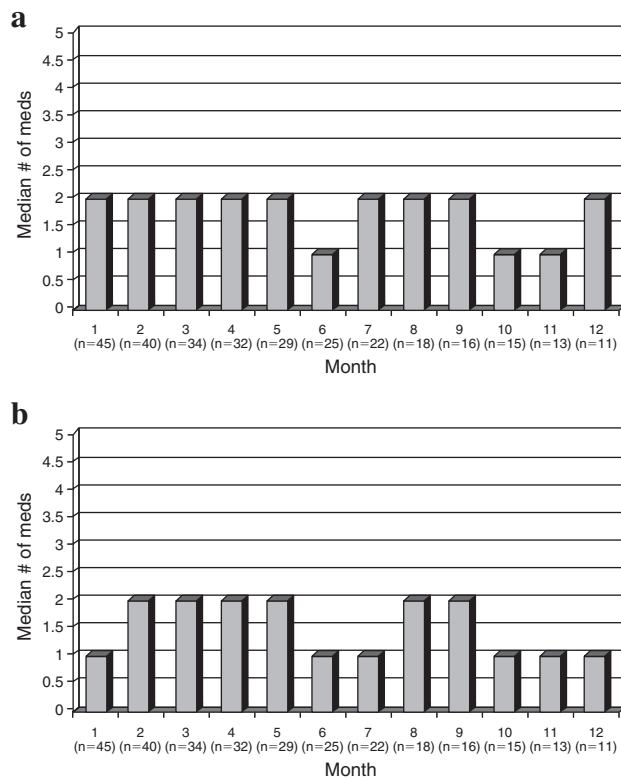 a
Median # of meds
5
4.5
4
3.5
3
2.5
2
1.5
1
0.5
0
1 2 3 4 5 6 7 8 9 10 11 12
(n=45) (n=40) (n=34) (n=32) (n=29) (n=25) (n=22) (n=18) (n=16) (n=15) (n=13) (n=11)
Month
b
Median # of meds
5
4.5
4
3.5
3
2.5
2
1.5
1
0.5
0
1 2 3 4 5 6 7 8 9 10 11 12
(n=45) (n=40) (n=34) (n=32) (n=29) (n=25) (n=22) (n=18) (n=16) (n=15) (n=13) (n=11)
Month